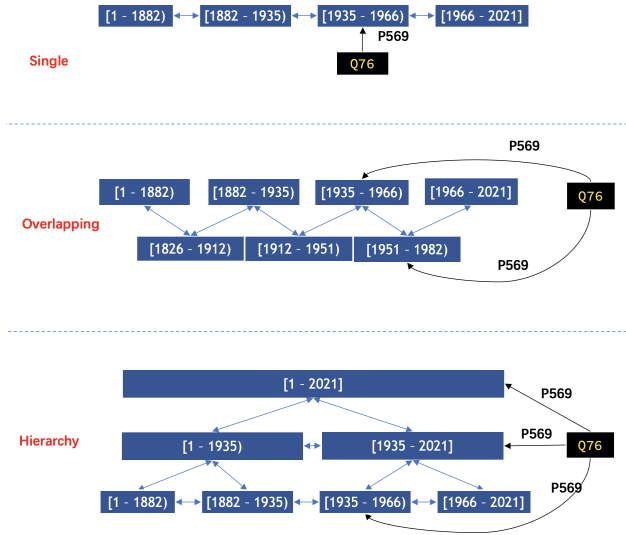 [1 – 1882)
[1882 – 1935)
[1935 – 1966)
[1966 – 2021]
P569
Single
Q76
P569
[1 – 1882)
[1882 – 1935)
[1935 – 1966)
[1966 – 2021]
Q76
Overlapping
[1826 – 1912)
[1912 – 1951)
[1951 – 1982)
P569
[1 – 2021]
P569
Hierarchy
[1 – 1935)
[1935 – 2021]
P569
Q76
P569
[1 – 1882)
[1882 – 1935)
[1935 – 1966)
[1966 – 2021]